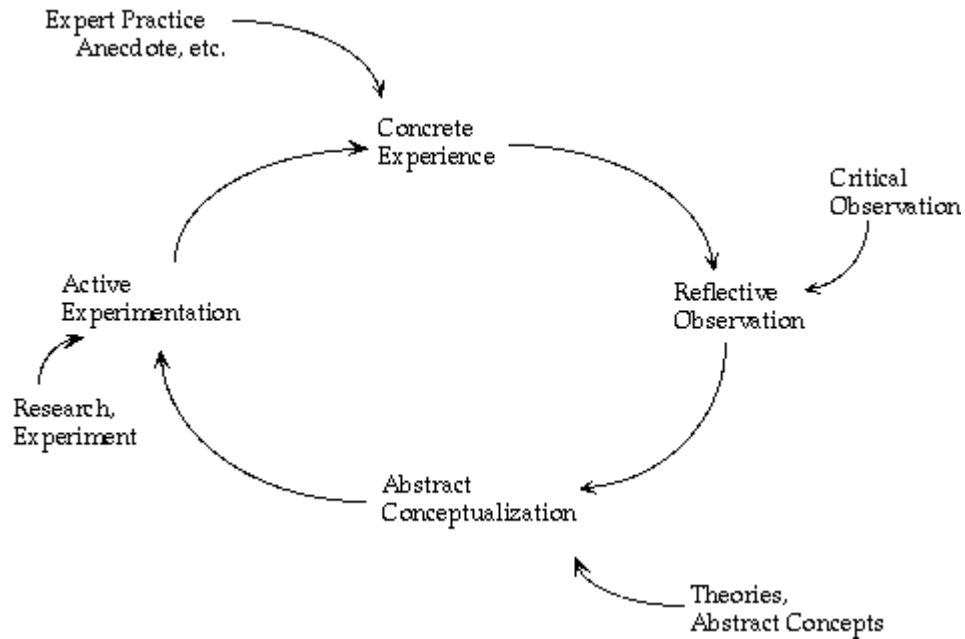 Expert Practice
Anecdote, etc.
Concrete
Experience
Critical
Observation
Active
Experimentation
Reflective
Observation
Research,
Experiment
Abstract
Conceptualization
Theories,
Abstract Concepts